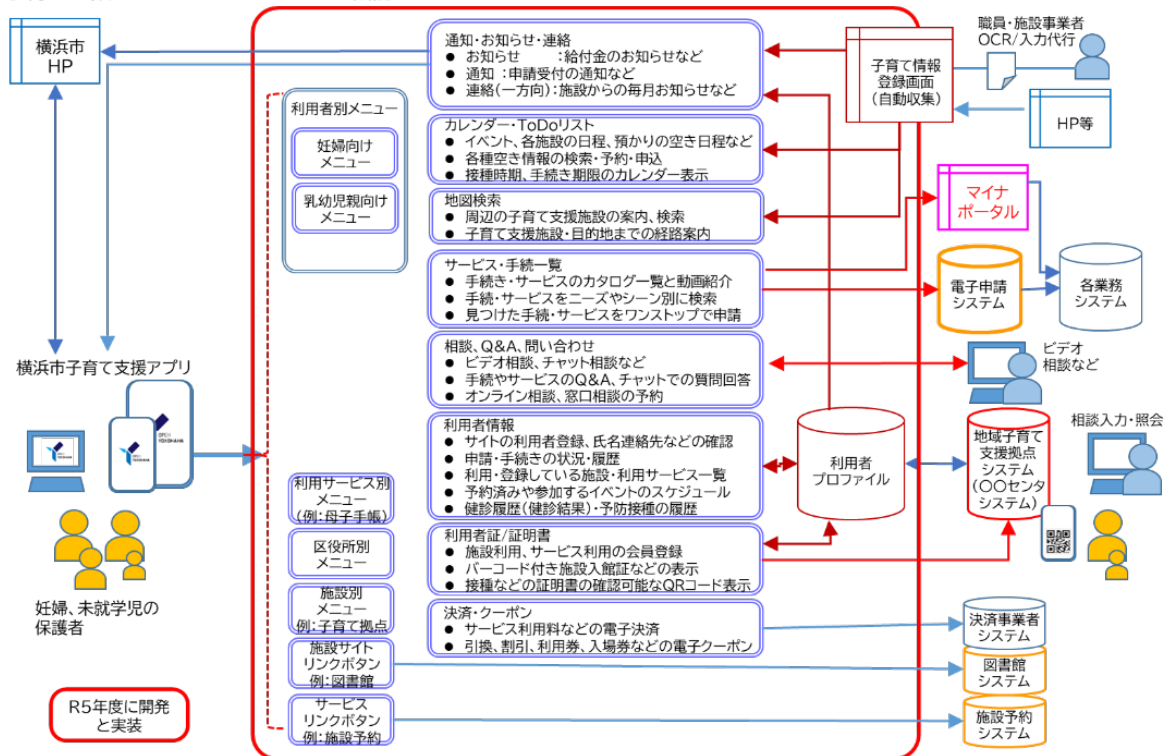 横浜市
HP
横浜市子育て支援アプリ
OPEN
YOKOHAMA
OPEN
YOKOHAMA
妊婦、未就学児の
保護者
R5年度に開発
と実装
利用者別メニュー
妊婦向け
メニュー
乳幼児親向け
メニュー
利用サービス別
メニュー
(例:母子手帳)
区役所別
メニュー
施設別
メニュー
例:子育て拠点
施設サイト
リンクボタン
例:図書館
サービス
リンクボタン
例:施設予約
通知・お知らせ・連絡
● お知らせ :給付金のお知らせなど
● 通知 :申請受付の通知など
● 連絡(一方向):施設からの毎月お知らせなど
カレンダー・ToDoリスト
● イベント、各施設の日程、預かりの空き日程など
● 各種空き情報の検索・予約・申込
● 接種時期、手続き期限のカレンダー表示
地図検索
● 周辺の子育て支援施設の案内、検索
● 子育て支援施設・目的地までの経路案内
サービス・手続一覧
● 手続き・サービスのカタログ一覧と動画紹介
● 手続・サービスをニーズやシーン別に検索
● 見つけた手続・サービスをワンストップで申請
相談、Q&A、問い合わせ
● ビデオ相談、チャット相談など
● 手続やサービスのQ&A、チャットでの質問回答
● オンライン相談、窓口相談の予約
利用者情報
● サイトの利用者登録、氏名連絡先などの確認
● 申請・手続きの状況・履歴
● 利用・登録している施設・利用サービス一覧
● 予約済みや参加するイベントのスケジュール
● 健診履歴(健診結果)・予防接種の履歴
利用者証/証明書
● 施設利用、サービス利用の会員登録
● バーコード付き施設入館証などの表示
● 接種などの証明書の確認可能なQRコード表示
決済・クーポン
● サービス利用料などの電子決済
● 引換、割引、利用券、入場券などの電子クーポン
子育て情報
登録画面
(自動収集)
職員・施設事業者
OCR/入力代行
HP等
マイナ
ポータル
電子申請
システム
各業務
システム
ビデオ
相談など
利用者
プロファイル
地域子育て
支援拠点
システム
(〇〇センタ
システム)
相談入力・照会
決済事業者
システム
図書館
システム
施設予約
システム